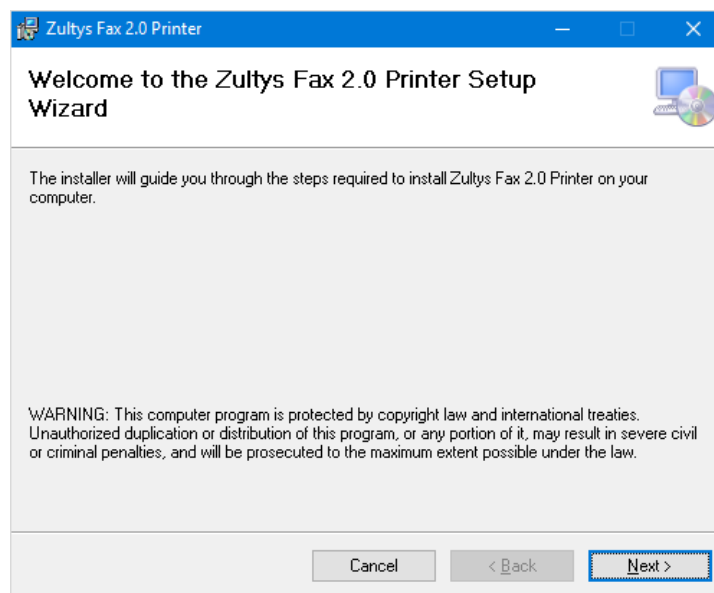 Zultys Fax 2.0 Printer
Welcome to the Zultys Fax 2.0 Printer Setup
Wizard
The installer will guide you through the steps required to install Zultys Fax 2.0 Printer on your
computer.
WARNING: This computer program is protected by copyright law and international treaties.
Unauthorized duplication or distribution of this program, or any portion of it, may result in severe civil
or criminal penalties, and will be prosecuted to the maximum extent possible under the law.
Cancel
< Back
Next >